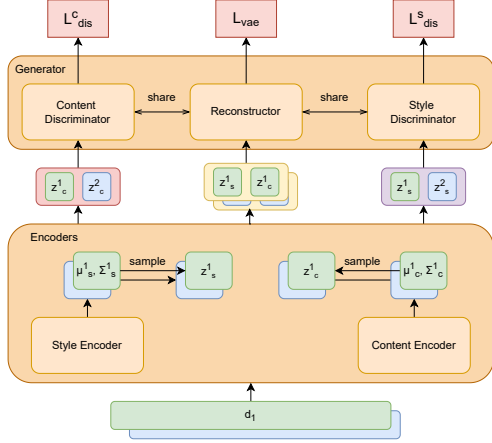 L^c_dis L_vae L^s_dis
Generator
Content
Discriminator
share
Reconstructor
share
Style
Discriminator
z^1_c z^2_c z^1_s z^1_c z^1_s z^2_s
Encoders
μ^1_s, Σ^1_s sample z^1_s z^1_c sample μ^1_c, Σ^1_c
Style Encoder Content Encoder
d_1